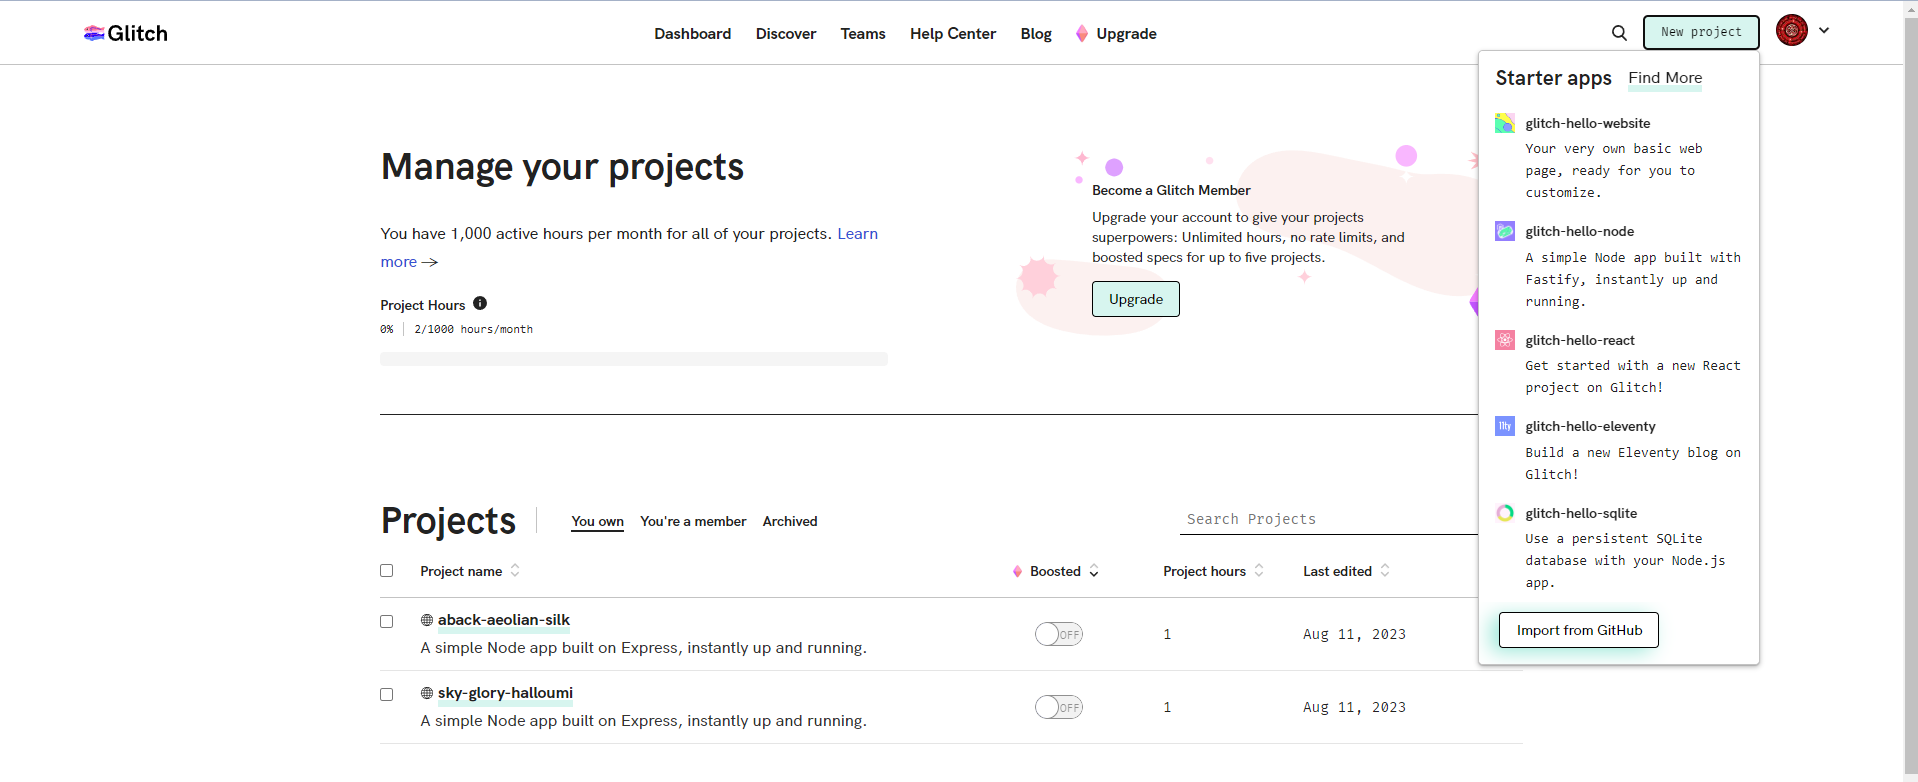 Glitch
Dashboard Discover Teams Help Center Blog Upgrade
New project
Starter apps Find More
glitch-hello-website
Your very own basic web
page, ready for you to
customize.
glitch-hello-node
A simple Node app built with
Fastify, instantly up and
running.
glitch-hello-react
Get started with a new React
project on Glitch!
11ty
glitch-hello-eleventy
Build a new Eleventy blog on
Glitch!
glitch-hello-sqlite
Use a persistent SQLite
database with your Node.js
app.
Import from GitHub
Manage your projects
You have 1,000 active hours per month for all of your projects. Learn
more →
Project Hours
0% 2/1000 hours/month
Become a Glitch Member
Upgrade your account to give your projects
superpowers: Unlimited hours, no rate limits, and
boosted specs for up to five projects.
Upgrade
Projects You own You're a member Archived Search Projects
Project name Boosted Project hours Last edited
aback-aeolian-silk
A simple Node app built on Express, instantly up and running.
OFF 1 Aug 11, 2023
sky-glory-halloumi
A simple Node app built on Express, instantly up and running.
OFF 1 Aug 11, 2023